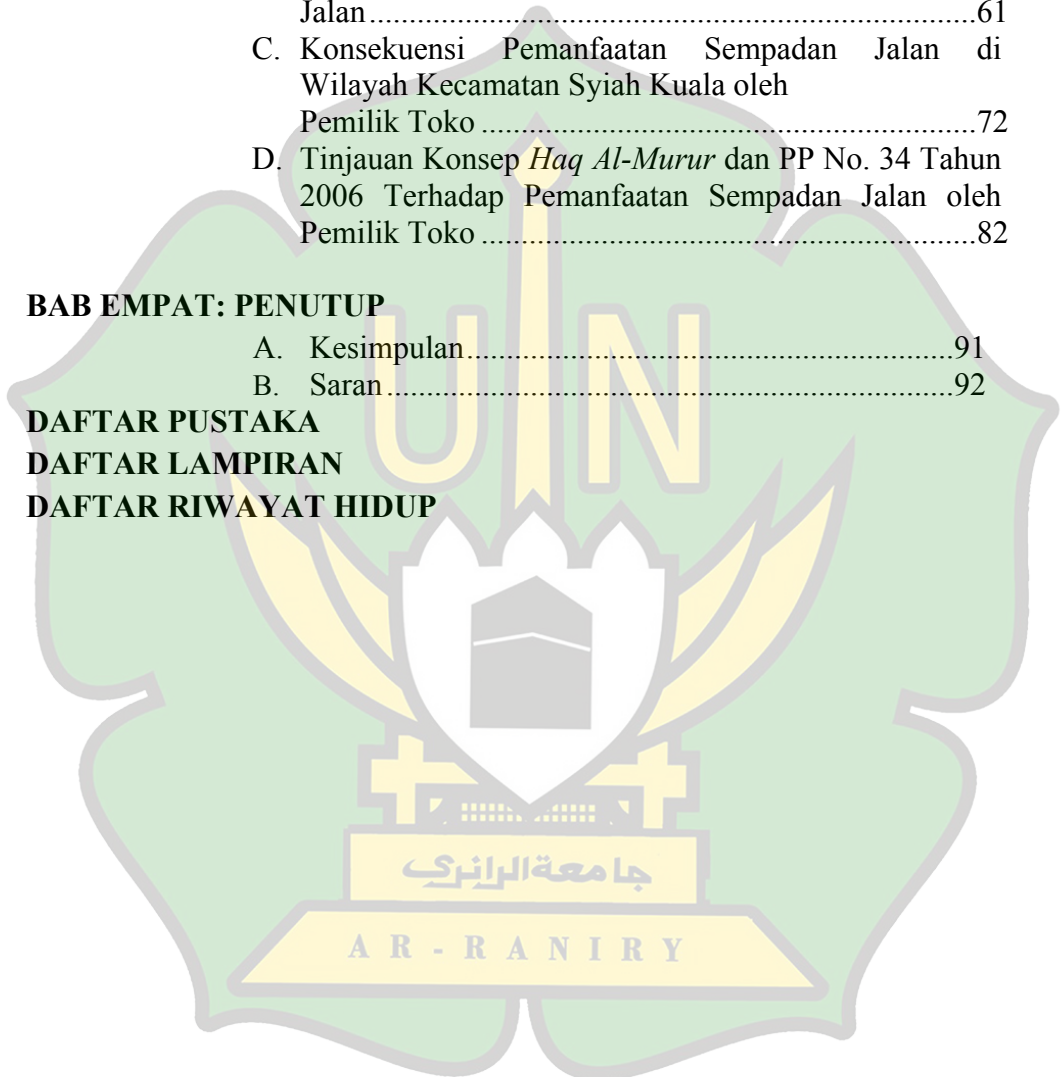 Jalan............................................................................61
C. Konsekuensi Pemanfaatan Sempadan Jalan di
Wilayah Kecamatan Syiah Kuala oleh
Pemilik Toko ..............................................................72
D. Tinjauan Konsep Haq Al-Murur dan PP No. 34 Tahun
2006 Terhadap Pemanfaatan Sempadan Jalan oleh
Pemilik Toko ..............................................................82
BAB EMPAT: PENUTUP
A. Kesimpulan.............................................................91
B. Saran.......................................................................92
DAFTAR PUSTAKA
DAFTAR LAMPIRAN
DAFTAR RIWAYAT HIDUP
UIN
جامعةالرانري
AR-RANIRY